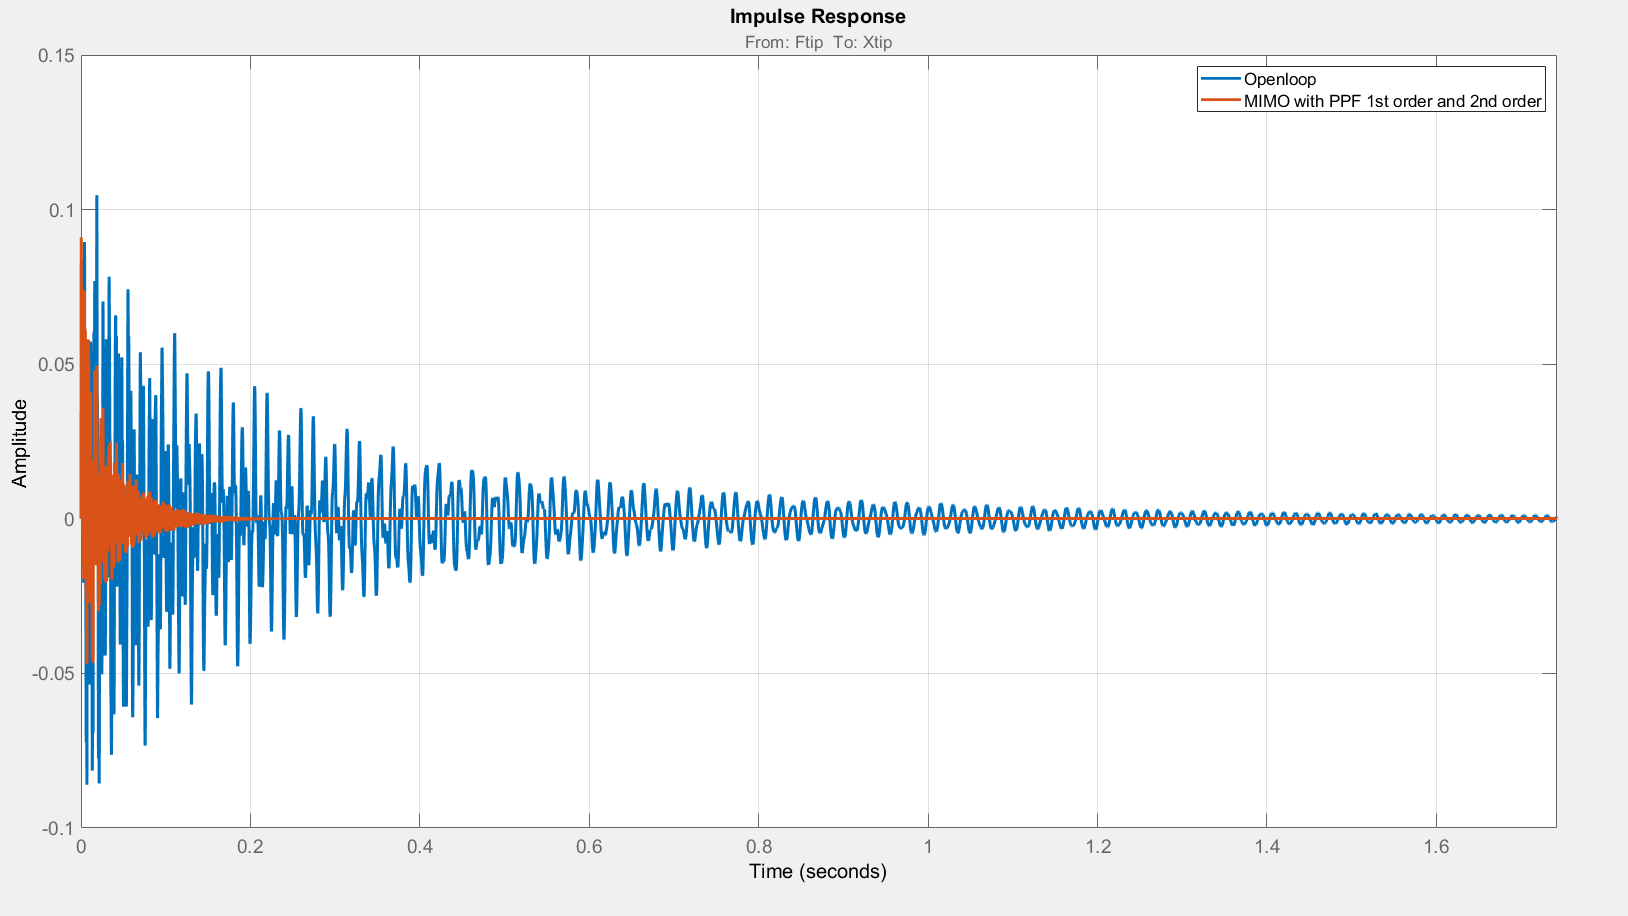 Impulse Response
From: Ftip To: Xtip
Openloop
MIMO with PPF 1st order and 2nd order
Amplitude
0.15
0.1
0.05
0
-0.05
-0.1
0 0.2 0.4 0.6 0.8 1 1.2 1.4 1.6
Time (seconds)